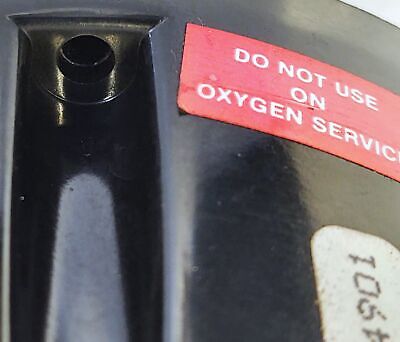 DO NOT USE
ON
OXYGEN SERVIC